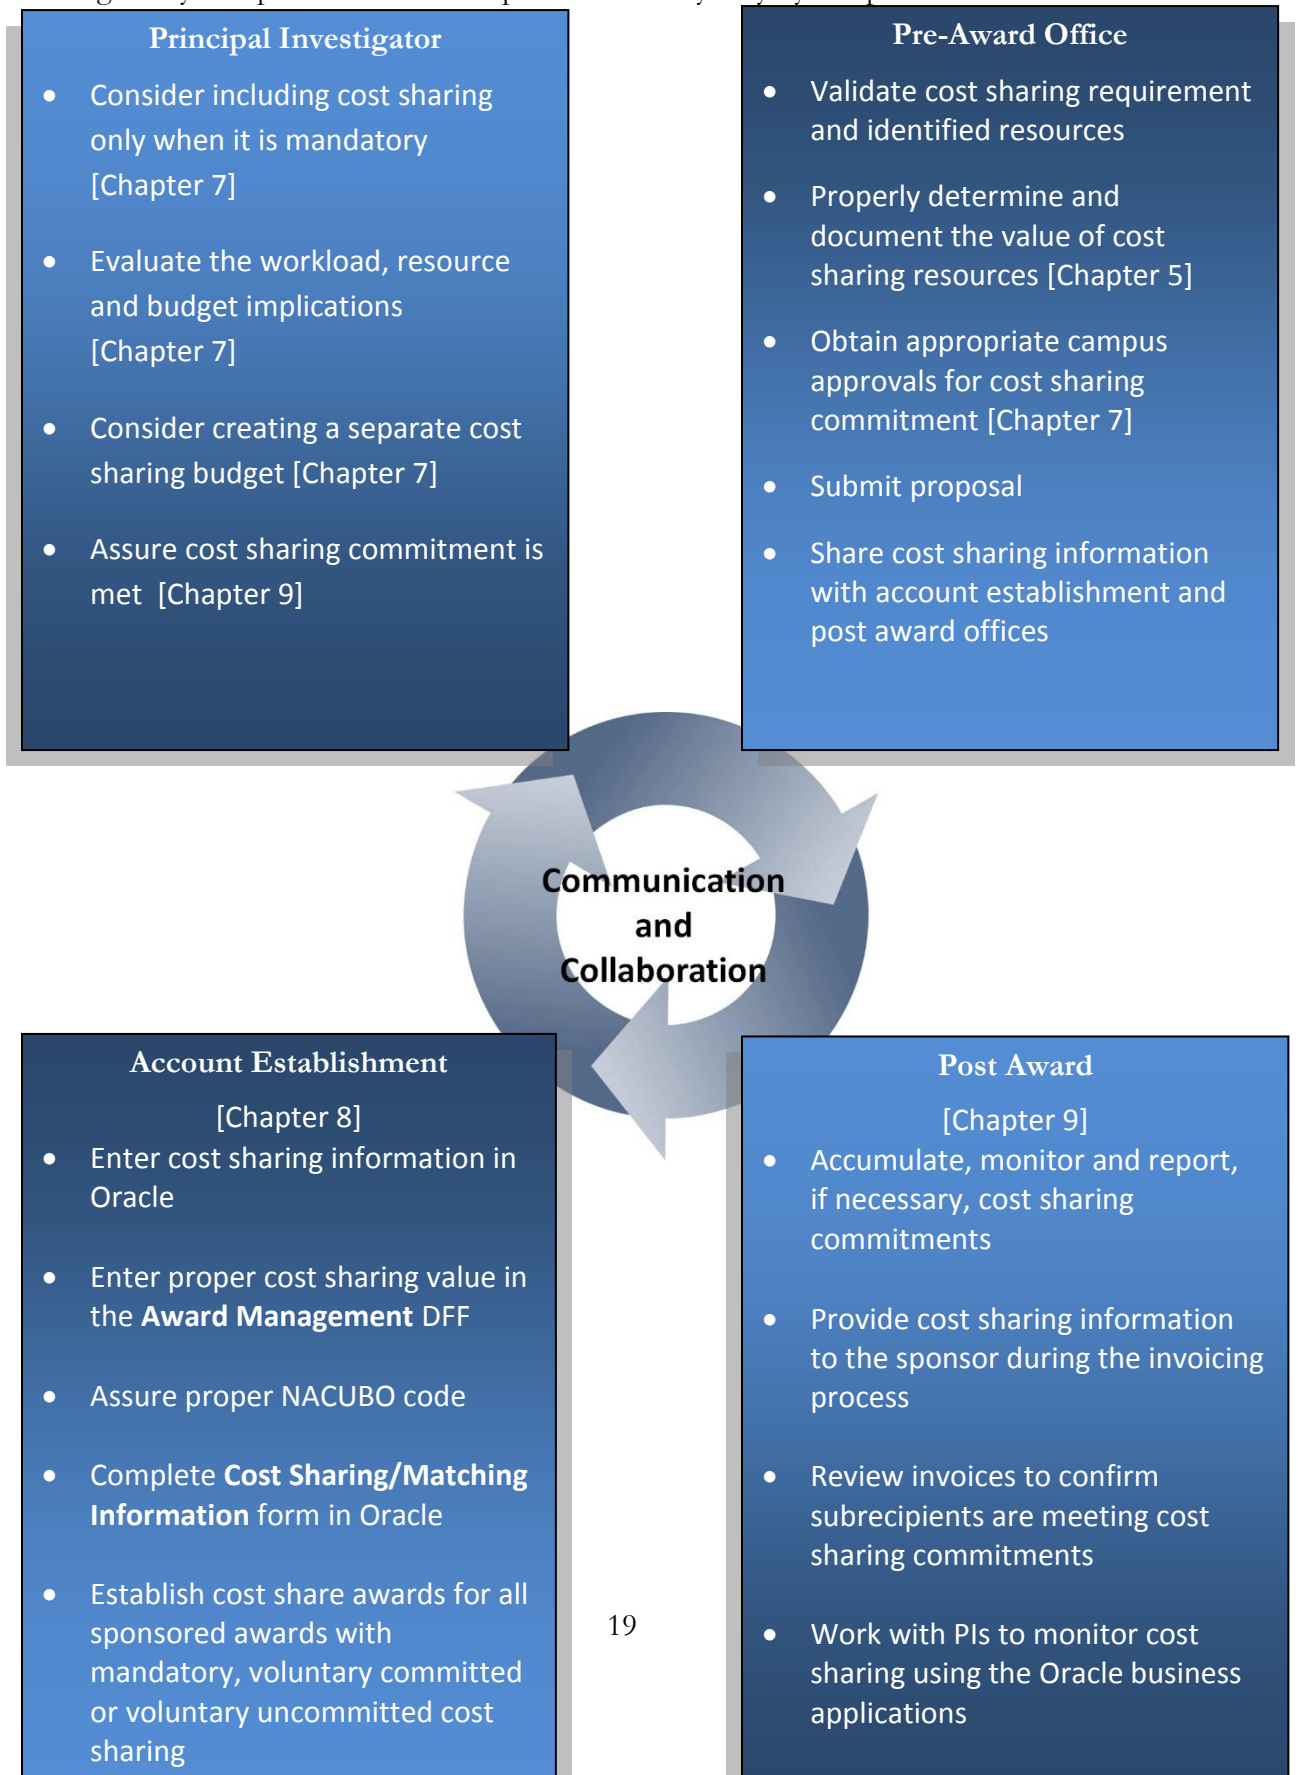 Principal Investigator
• Consider including cost sharing
only when it is mandatory
[Chapter 7]
• Evaluate the workload, resource
and budget implications
[Chapter 7]
• Consider creating a separate cost
sharing budget [Chapter 7]
• Assure cost sharing commitment is
met [Chapter 9]
Pre-Award Office
• Validate cost sharing requirement
and identified resources
• Properly determine and
document the value of cost
sharing resources [Chapter 5]
• Obtain appropriate campus
approvals for cost sharing
commitment [Chapter 7]
• Submit proposal
• Share cost sharing information
with account establishment and
post award offices
Communication
and
Collaboration
Account Establishment
[Chapter 8]
• Enter cost sharing information in
Oracle
• Enter proper cost sharing value in
the Award Management DFF
• Assure proper NACUBO code
• Complete Cost Sharing/Matching
Information form in Oracle
• Establish cost share awards for all
sponsored awards with
mandatory, voluntary committed
or voluntary uncommitted cost
sharing
Post Award
[Chapter 9]
• Accumulate, monitor and report,
if necessary, cost sharing
commitments
• Provide cost sharing information
to the sponsor during the invoicing
process
• Review invoices to confirm
subrecipients are meeting cost
sharing commitments
• Work with PIs to monitor cost
sharing using the Oracle business
applications
19